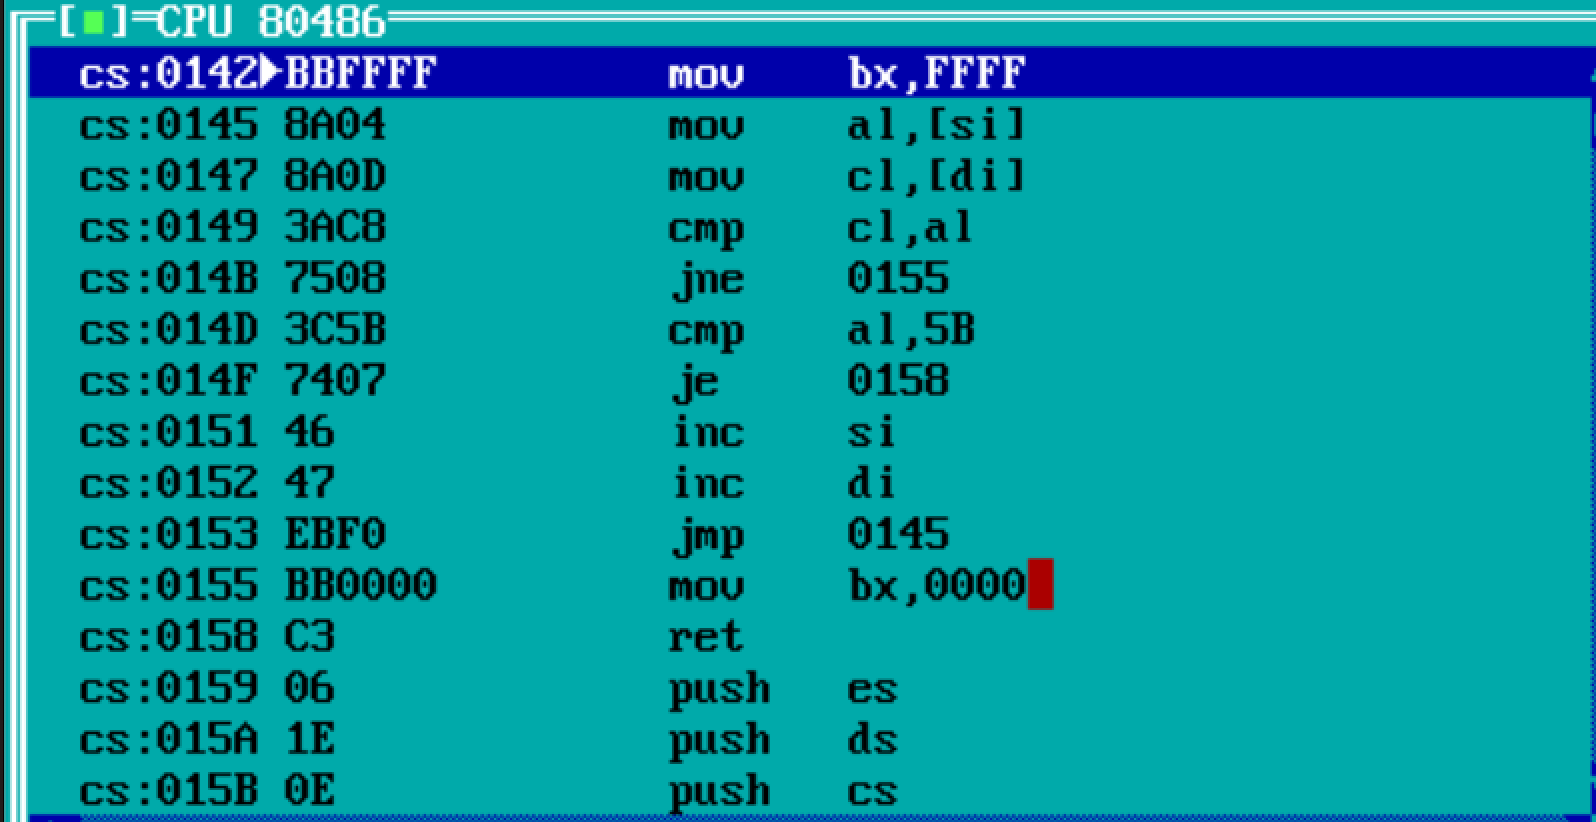 [■]=CPU 80486
cs:0142►BBFFFF mov bx,FFFF
cs:0145 8A04 mov al,[si]
cs:0147 8A0D mov cl,[di]
cs:0149 3AC8 cmp cl,al
cs:014B 7508 jne 0155
cs:014D 3C5B cmp al,5B
cs:014F 7407 je 0158
cs:0151 46 inc si
cs:0152 47 inc di
cs:0153 EBF0 jmp 0145
cs:0155 BB0000 mov bx,0000
cs:0158 C3 ret
cs:0159 06 push es
cs:015A 1E push ds
cs:015B 0E push cs